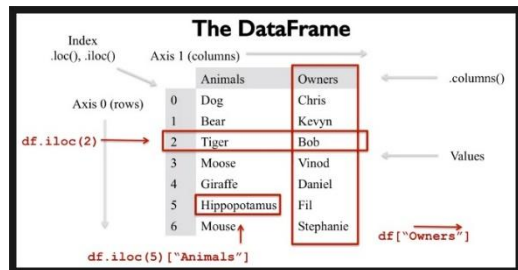 The DataFrame
Index
.loc(), .iloc()
Axis 1 (columns)
Animals Owners
.columns()
Axis 0 (rows)
0 Dog Chris
1 Bear Kevyn
df.iloc(2)
2 Tiger Bob
3 Moose Vinod
Values
4 Giraffe Daniel
5 Hippopotamus Fil
6 Mouse Stephanie
df["Owners"]
df.iloc(5)["Animals"]